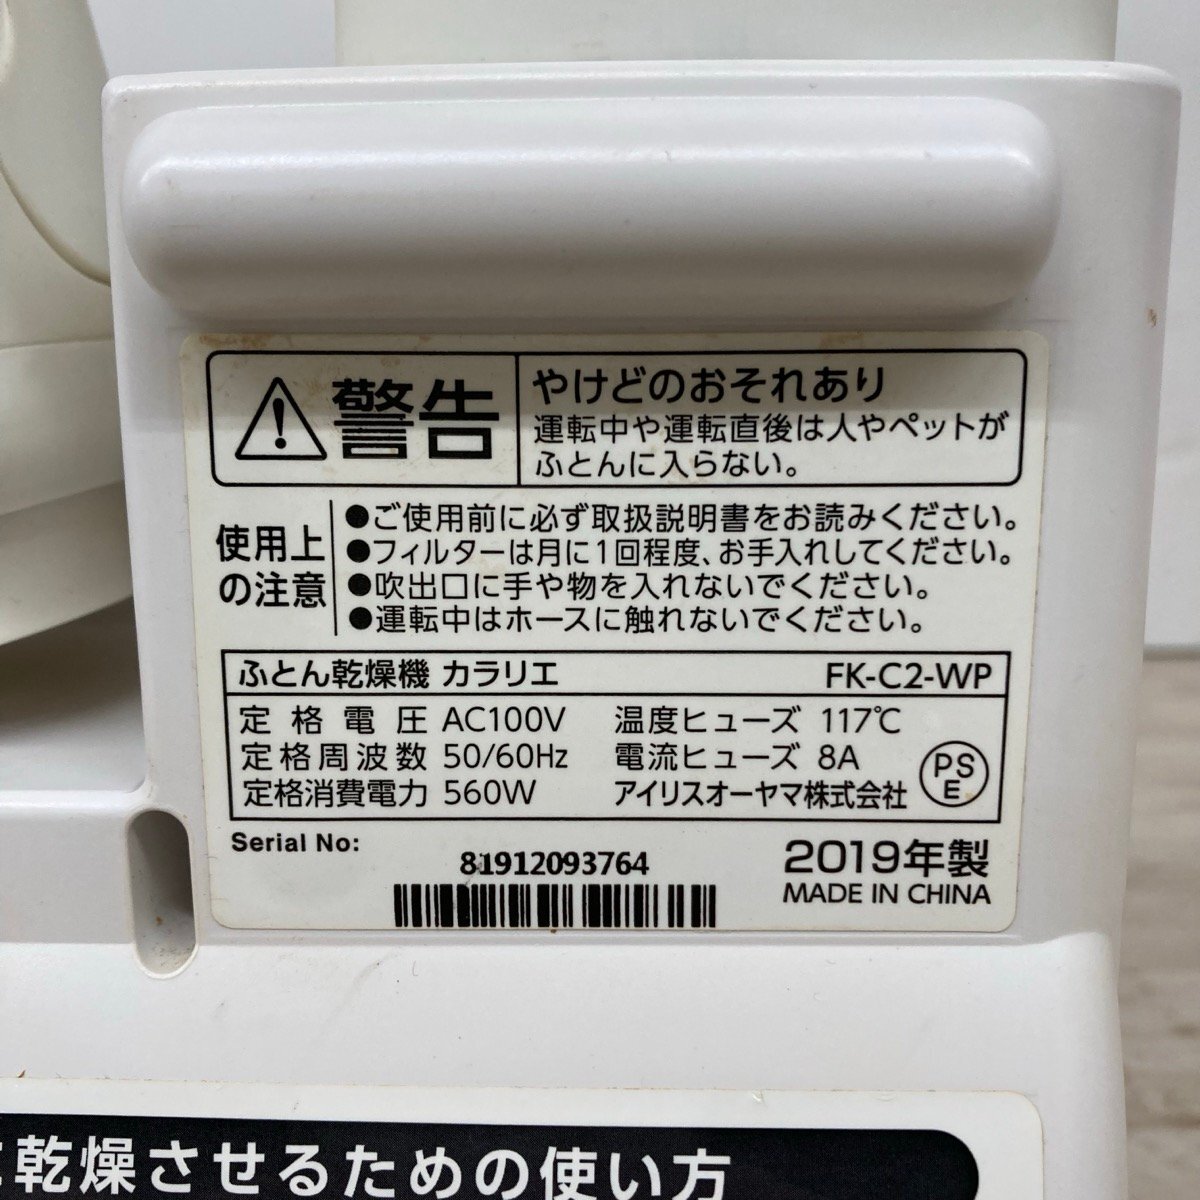 警告
やけどのおそれあり
運転中や運転直後は人やペットが
ふとんに入らない。
使用上
の注意
●ご使用前に必ず取扱説明書をお読みください。
●フィルターは月に1回程度、お手入れしてください。
●吹出口に手や物を入れないでください。
●運転中はホースに触れないでください。
ふとん乾燥機 カラリエ FK-C2-WP
定格電圧 AC100V 温度ヒューズ 117℃
定格周波数 50/60Hz 電流ヒューズ 8A
定格消費電力 560W アイリスオーヤマ株式会社
PSE
Serial No:
81912093764
2019年製
MADE IN CHINA
乾燥させるための使い方